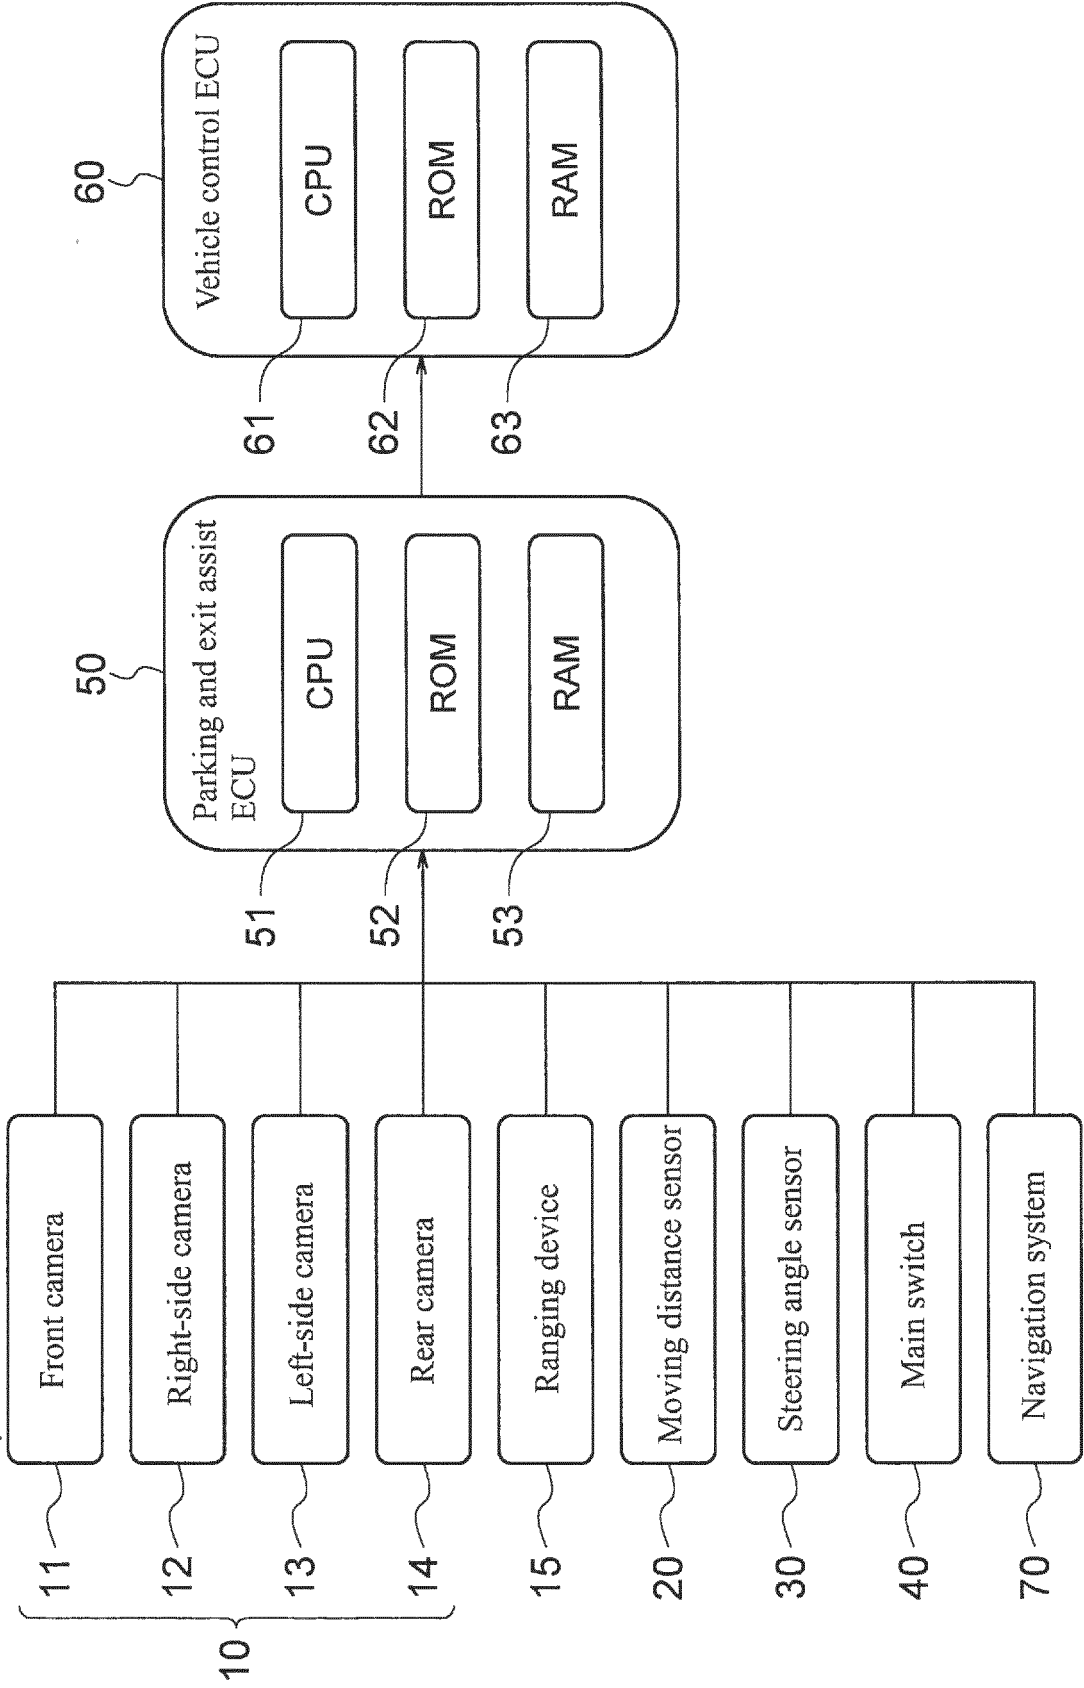 10
11
Front camera
12
Right-side camera
13
Left-side camera
14
Rear camera
15
Ranging device
20
Moving distance sensor
30
Steering angle sensor
40
Main switch
70
Navigation system
50
Parking and exit assist
ECU
51
CPU
52
ROM
53
RAM
60
Vehicle control ECU
61
CPU
62
ROM
63
RAM